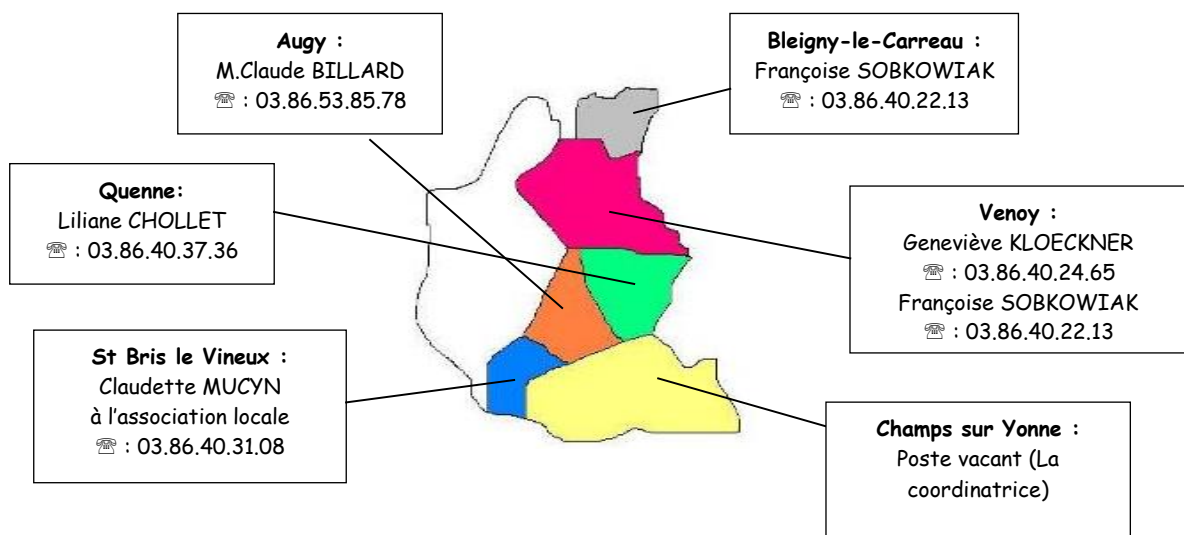 Augy :
M.Claude BILLARD
☏ : 03.86.53.85.78
Bleigny-le-Carreau :
Françoise SOBKOWIAK
☏ : 03.86.40.22.13
Quenne:
Liliane CHOLLET
☏ : 03.86.40.37.36
Venoy :
Geneviève KLOECKNER
☏ : 03.86.40.24.65
Françoise SOBKOWIAK
☏ : 03.86.40.22.13
St Bris le Vineux :
Claudette MUCYN
à l'association locale
☏ : 03.86.40.31.08
Champs sur Yonne :
Poste vacant (La
coordinatrice)